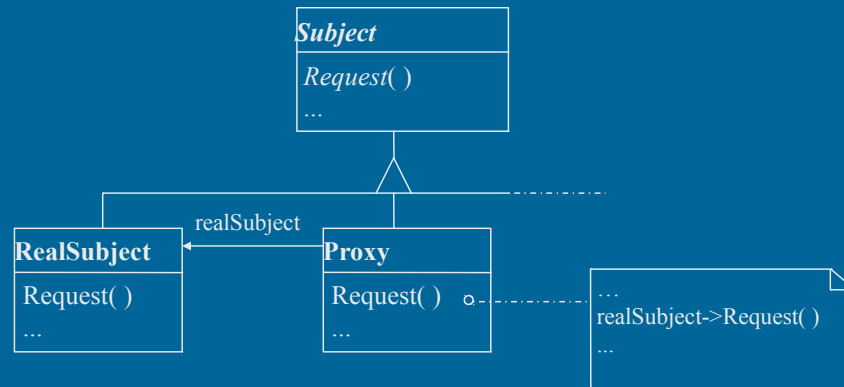 Subject
Request( )
...
realSubject
RealSubject
Request( )
...
Proxy
Request( )
...
...
realSubject->Request( )
...